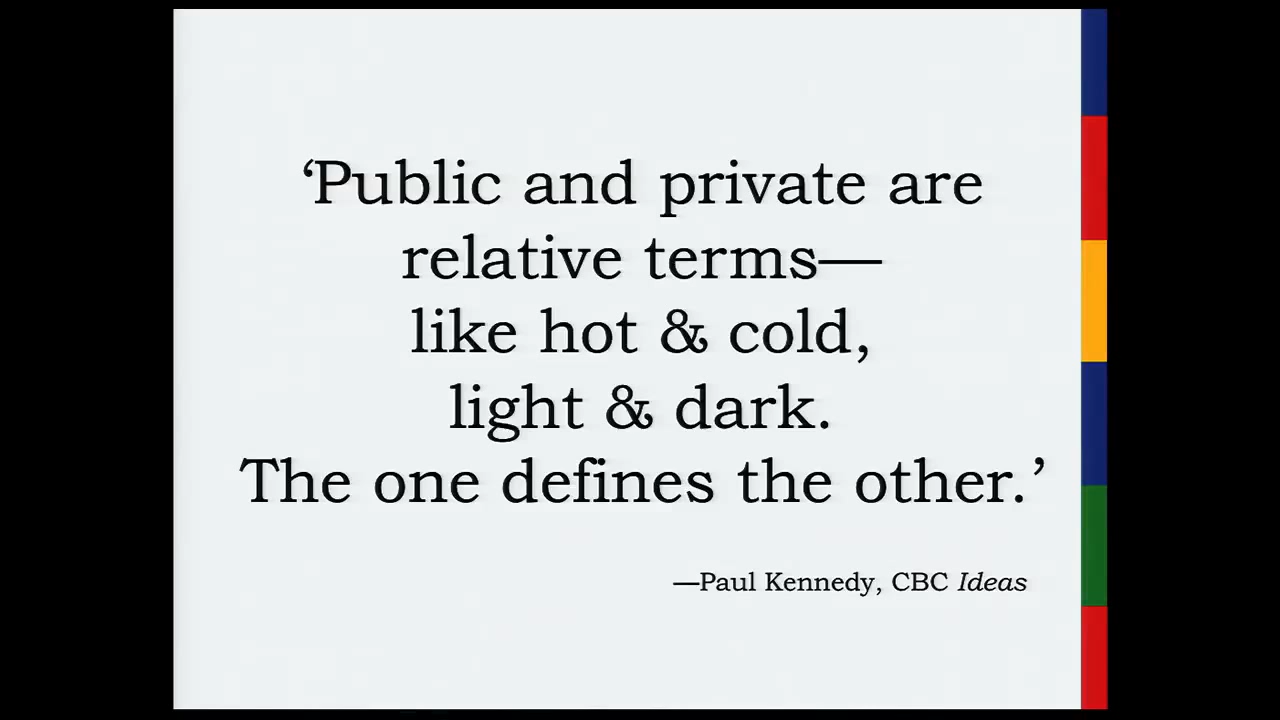 ‘Public and private are
relative terms—
like hot & cold,
light & dark.
The one defines the other.’
—Paul Kennedy, CBC Ideas